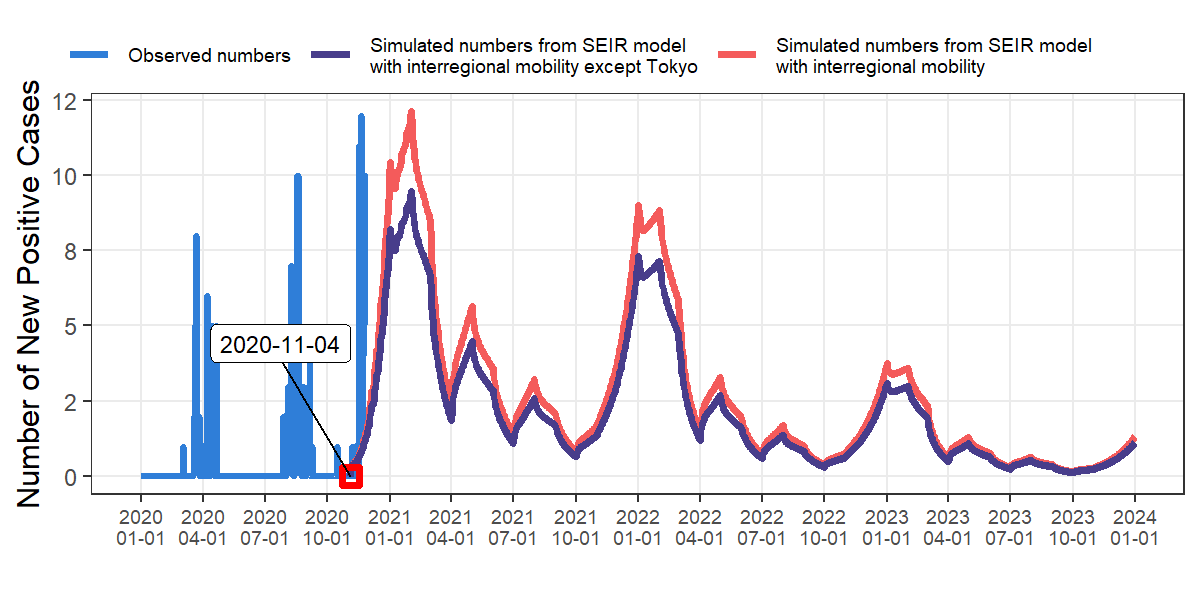 Observed numbers
Simulated numbers from SEIR model
with interregional mobility except Tokyo
Simulated numbers from SEIR model
with interregional mobility
Number of New Positive Cases
12
10
8
5
2
0
2020-11-04
2020 2020 2020 2020 2021 2021 2021 2021 2022 2022 2022 2022 2023 2023 2023 2023 2024
01-01 04-01 07-01 10-01 01-01 04-01 07-01 10-01 01-01 04-01 07-01 10-01 01-01 04-01 07-01 10-01 01-01